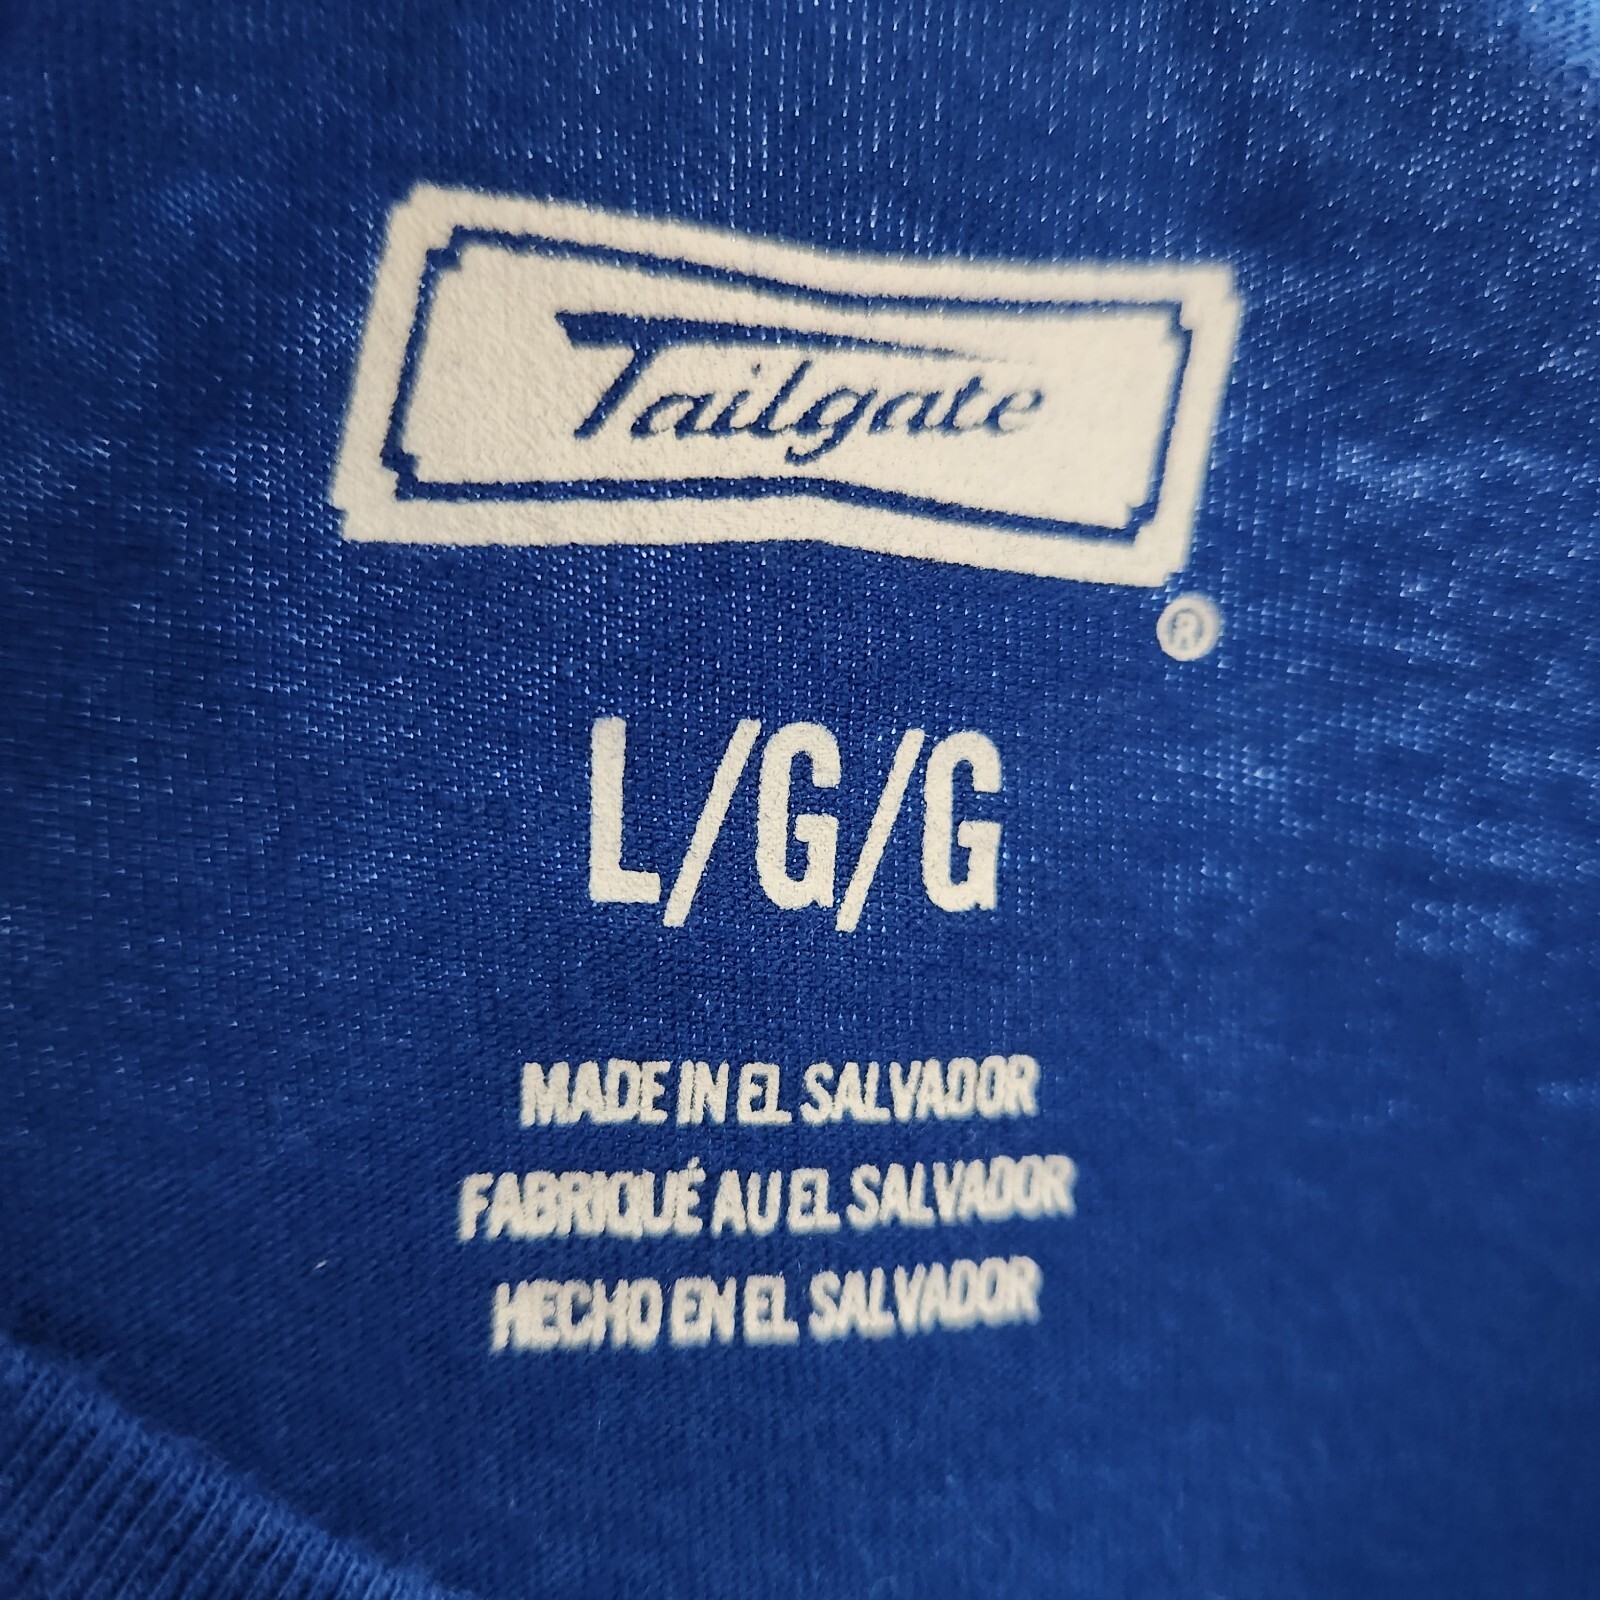 Tailgate
®
L/G/G
MADE IN EL SALVADOR
FABRIQUÉ AU EL SALVADOR
HECHO EN EL SALVADOR